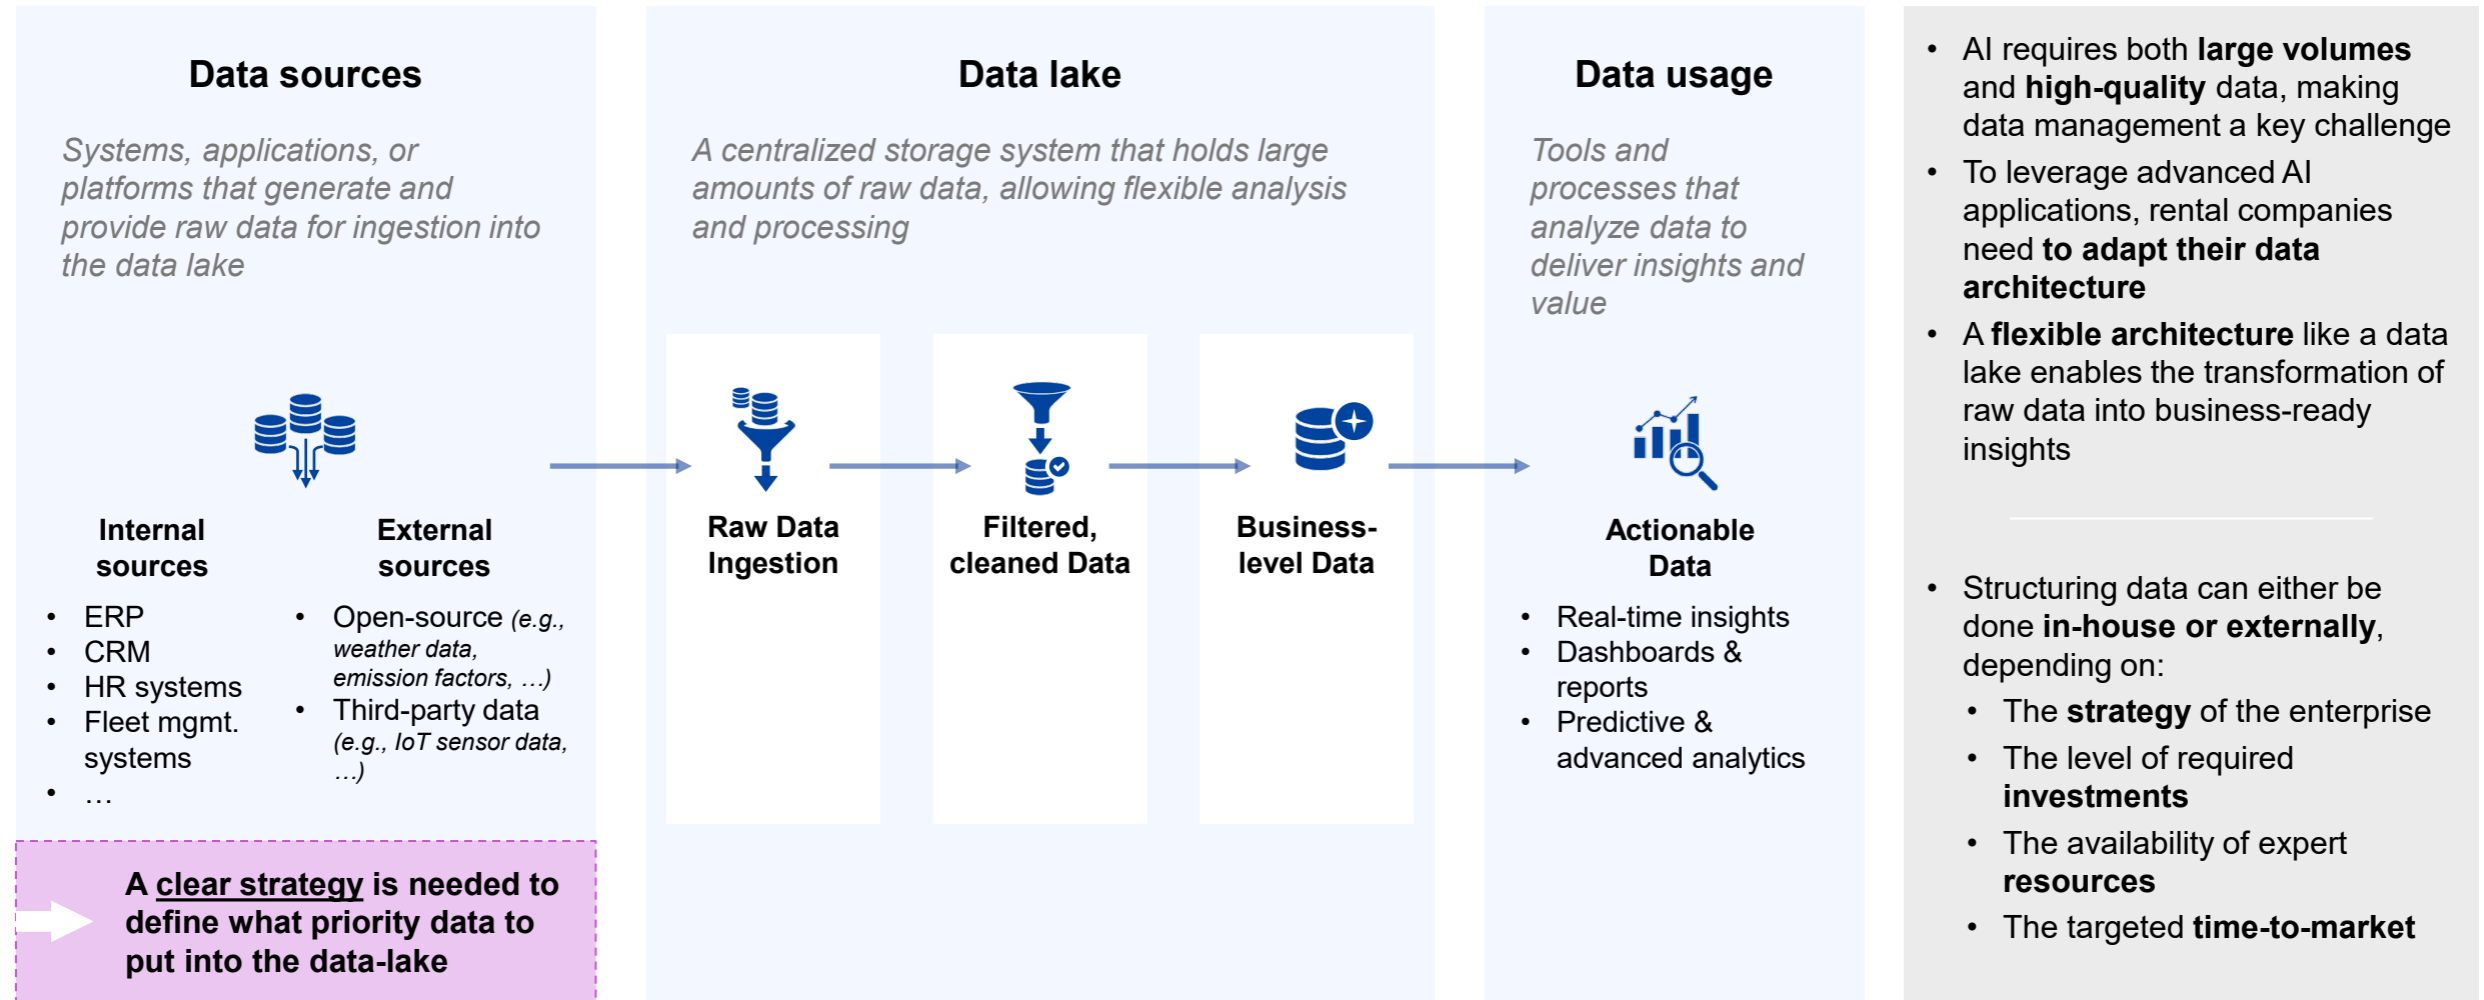 Data sources
Systems, applications, or
platforms that generate and
provide raw data for ingestion into
the data lake
Internal
sources
• ERP
• CRM
• HR systems
• Fleet mgmt.
systems
• …
External
sources
• Open-source (e.g.,
weather data,
emission factors, …)
• Third-party data
(e.g., IoT sensor data,
…)
A clear strategy is needed to
define what priority data to
put into the data-lake
Data lake
A centralized storage system that holds large
amounts of raw data, allowing flexible analysis
and processing
Raw Data
Ingestion
Filtered,
cleaned Data
Business-
level Data
Data usage
Tools and
processes that
analyze data to
deliver insights and
value
Actionable
Data
• Real-time insights
• Dashboards &
reports
• Predictive &
advanced analytics
• AI requires both large volumes
and high-quality data, making
data management a key challenge
• To leverage advanced AI
applications, rental companies
need to adapt their data
architecture
• A flexible architecture like a data
lake enables the transformation of
raw data into business-ready
insights
• Structuring data can either be
done in-house or externally,
depending on:
• The strategy of the enterprise
• The level of required
investments
• The availability of expert
resources
• The targeted time-to-market